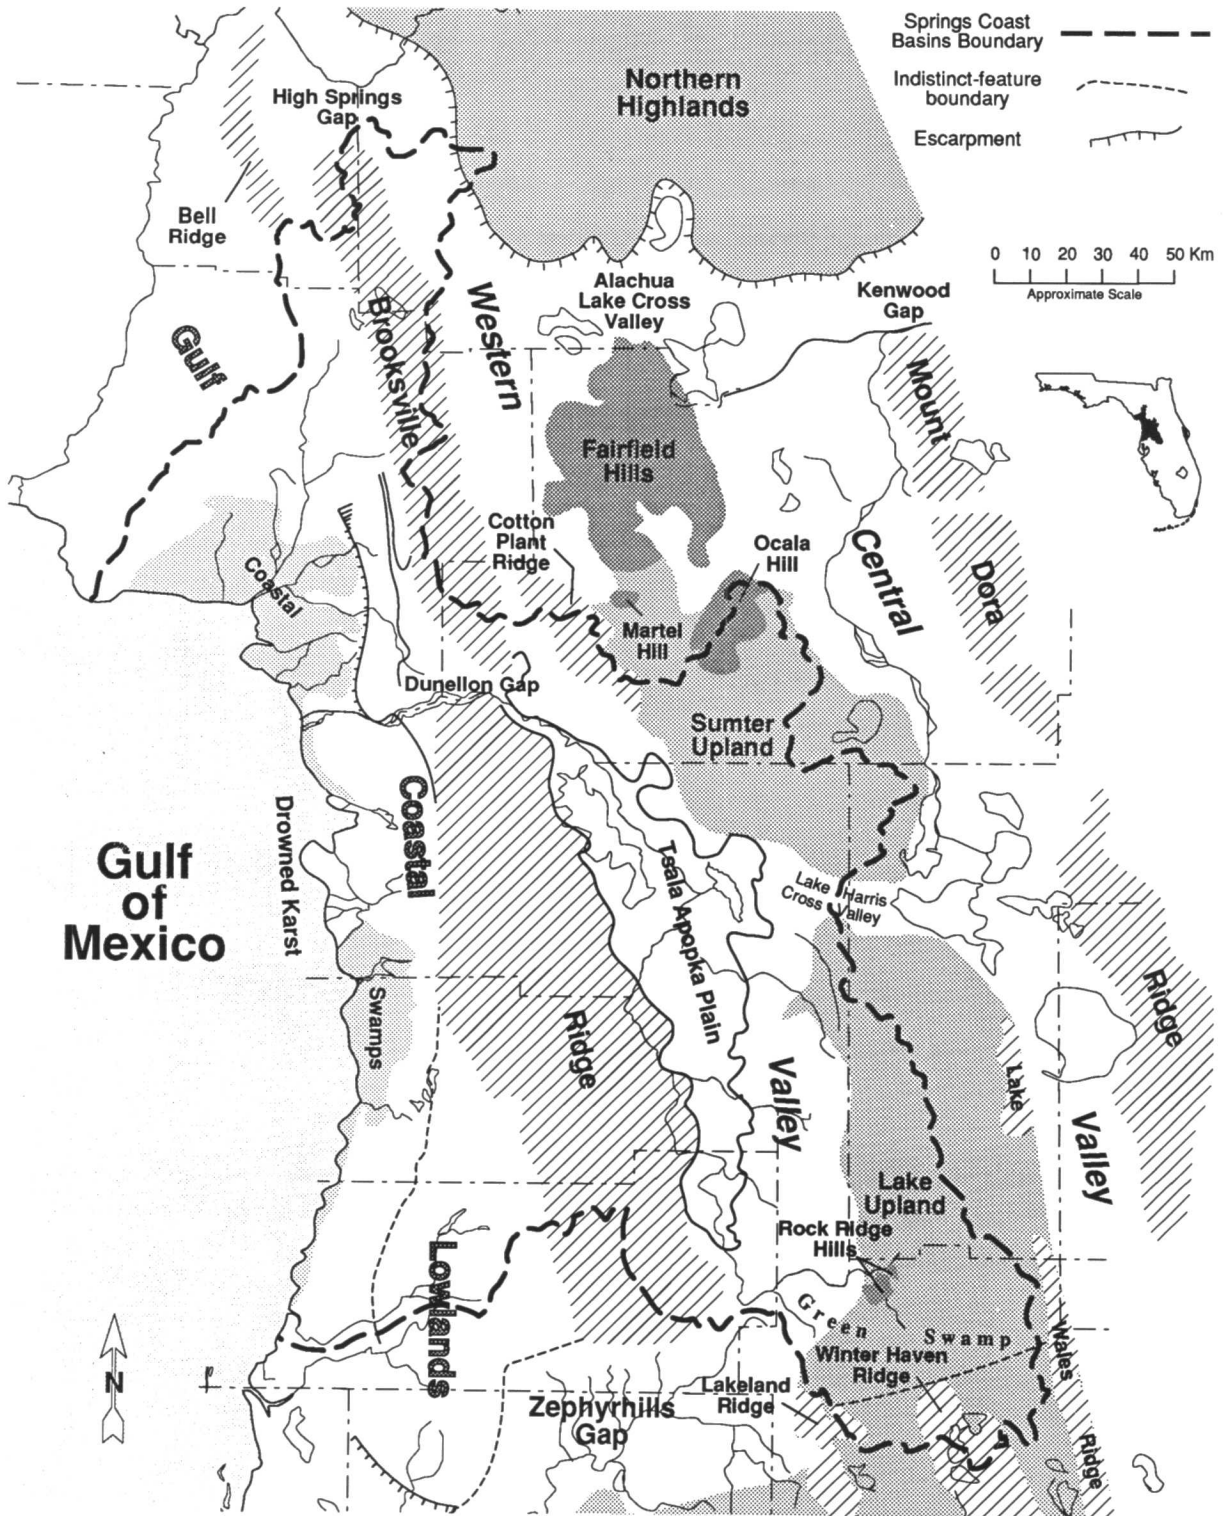 Springs Coast
Basins Boundary
Indistinct-feature
boundary
Escarpment
Northern
Highlands
High Springs
Gap
Bell
Ridge
0 10 20 30 40 50 Km
Approximate Scale
Alachua
Lake Cross
Valley
Kenwood
Gap
Gulf
Brooksville
Western
Mount
Fairfield
Hills
Cotton
Plant
Ridge
Ocala
Hill
Central
Dora
Coastal
Martel
Hill
Dunellon Gap
Sumter
Upland
Coastal
Drowned Karst
Gulf
of
Mexico
Tsala Apopka Plain
Lake Harris
Cross Valley
Swamps
Ridge
Ridge
Valley
Lake
Valley
Lake
Upland
Rock Ridge
Hills
Lowlands
Green
Swamp
Wales
Winter Haven
Ridge
Lakeland
Ridge
N
Zephyrhills
Gap
Ridge